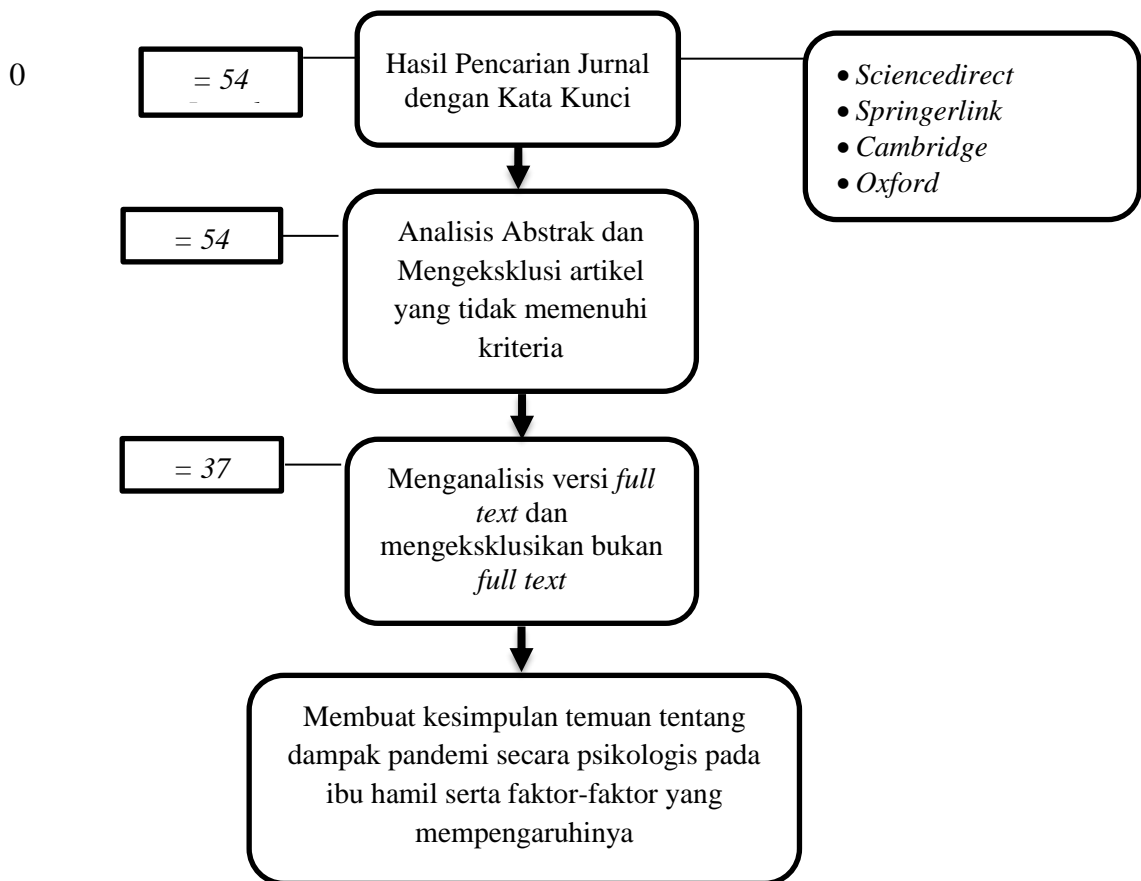 0
= 54
Hasil Pencarian Jurnal
dengan Kata Kunci
• Sciencedirect
• Springerlink
• Cambridge
• Oxford
= 54
Analisis Abstrak dan
Mengeksklusi artikel
yang tidak memenuhi
kriteria
= 37
Menganalisis versi full
text dan
mengeksklusikan bukan
full text
Membuat kesimpulan temuan tentang
dampak pandemi secara psikologis pada
ibu hamil serta faktor-faktor yang
mempengaruhinya